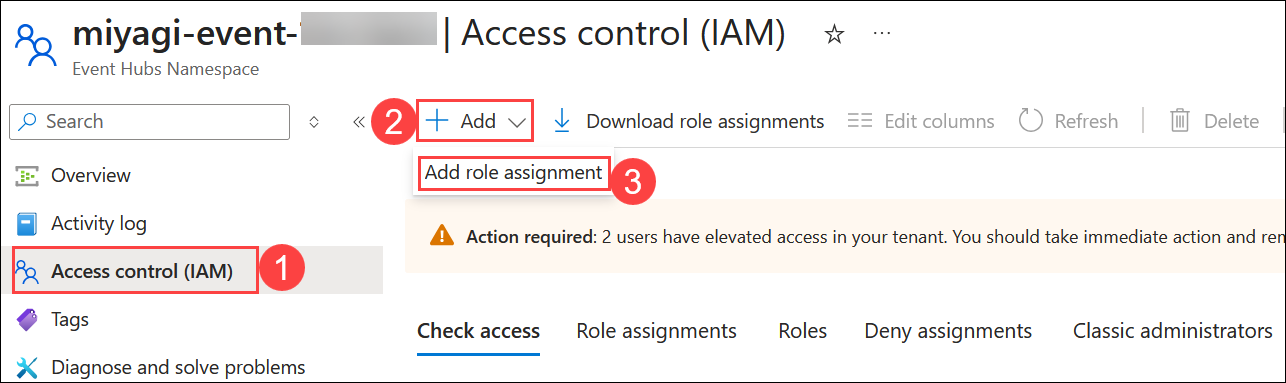 miyagi-event- | Access control (IAM) ☆ ...
Event Hubs Namespace
Search
2 + Add Download role assignments Edit columns Refresh Delete
Add role assignment 3
Overview
Activity log
Action required: 2 users have elevated access in your tenant. You should take immediate action and ren
Access control (IAM) 1
Tags
Check access Role assignments Roles Deny assignments Classic administrators
Diagnose and solve problems